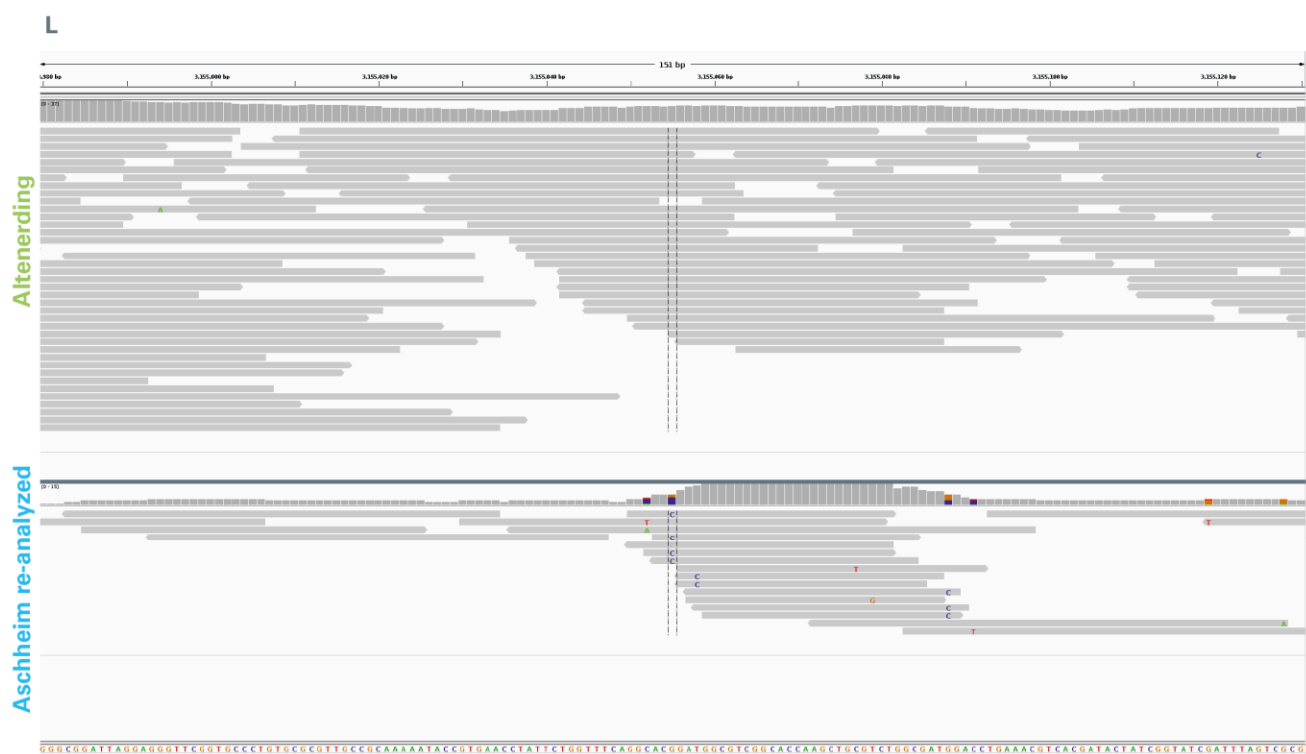 L
151 bp
3,155,000 bp
3,155,020 bp
3,155,040 bp
3,155,060 bp
3,155,080 bp
3,155,100 bp
3,155,120 bp
Altenerding
C
A
Aschheim re-analyzed
C
T
T
A
C
C
C
T
C
C
C
G
C
C
A
T
GGGCGGATTAGGAGGGTTCGGTGCCCTGTGCGCGTTGCCGCAAAAATACCGTGAACCTATTCTGGTTTCAGGCACGGATGGCGTCGGCACCAAGCTGCGTCTGGCGATGGACCTGAAACGTCACGATACTATCGGTATCGATTTAGTCGCG